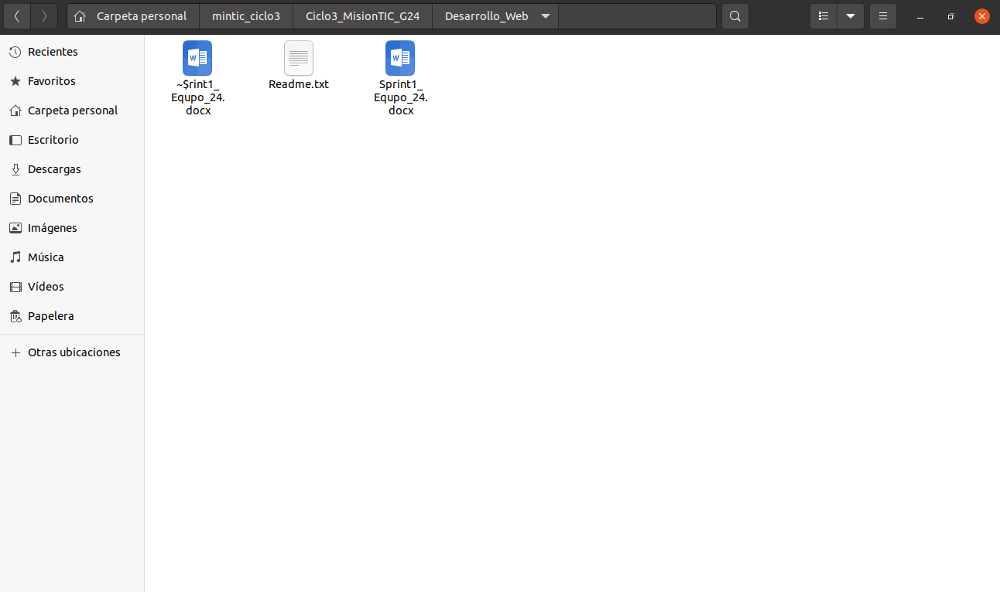 Carpeta personal mintic_ciclo3 Ciclo3_MisionTIC_G24 Desarrollo_Web
Recientes
Favoritos
Carpeta personal
Escritorio
Descargas
Documentos
Imágenes
Música
Vídeos
Papelera
Otras ubicaciones
~$rint1_
Equpo_24.
docx
Readme.txt
Sprint1_
Equpo_24.
docx
W
W